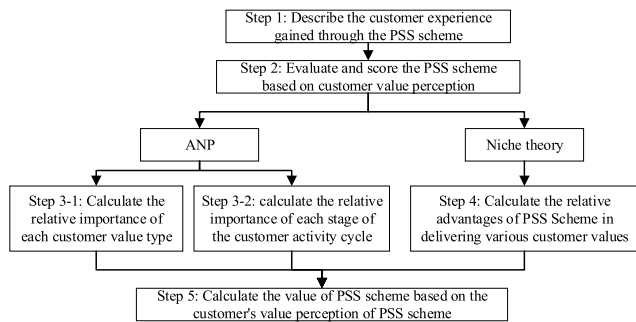 Step 1: Describe the customer experience
gained through the PSS scheme
Step 2: Evaluate and score the PSS scheme
based on customer value perception
ANP
Niche theory
Step 3-1: Calculate the
relative importance of
each customer value type
Step 3-2: calculate the relative
importance of each stage of
the customer activity cycle
Step 4: Calculate the relative
advantages of PSS Scheme in
delivering various customer values
Step 5: Calculate the value of PSS scheme based on the
customer's value perception of PSS scheme